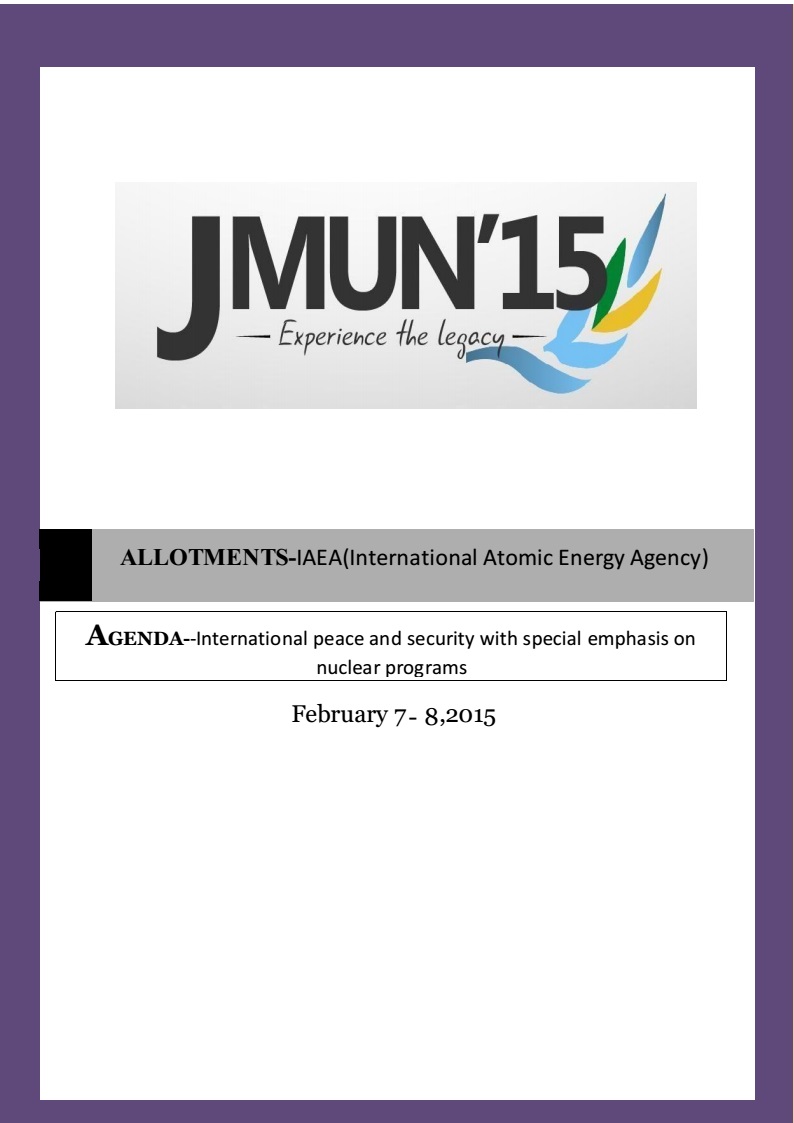 JMUN'15
Experience the legacy
ALLOTMENTS-IAEA(International Atomic Energy Agency)
AGENDA--International peace and security with special emphasis on
nuclear programs
February 7- 8,2015